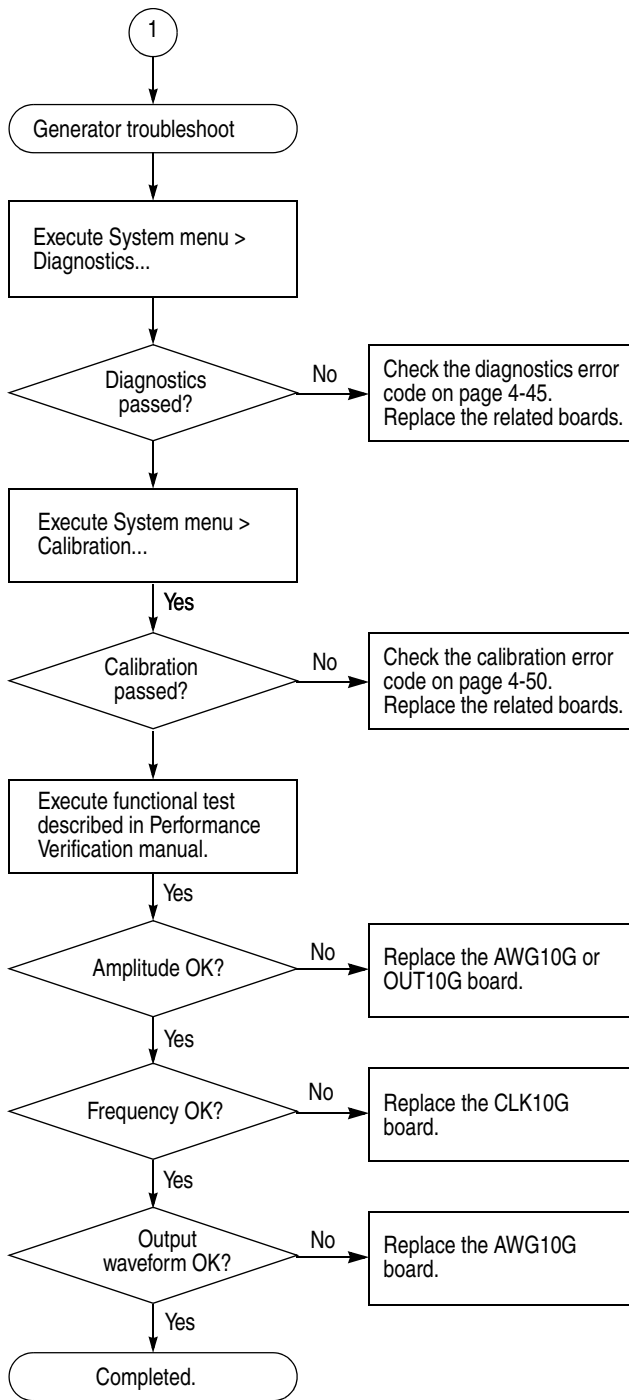 1
Generator troubleshoot
Execute System menu >
Diagnostics...
Diagnostics
passed?
No
Check the diagnostics error
code on page 4-45.
Replace the related boards.
Execute System menu >
Calibration...
Yes
Calibration
passed?
No
Check the calibration error
code on page 4-50.
Replace the related boards.
Execute functional test
described in Performance
Verification manual.
Yes
Amplitude OK?
No
Replace the AWG10G or
OUT10G board.
Yes
Frequency OK?
No
Replace the CLK10G
board.
Yes
Output
waveform OK?
No
Replace the AWG10G
board.
Yes
Completed.